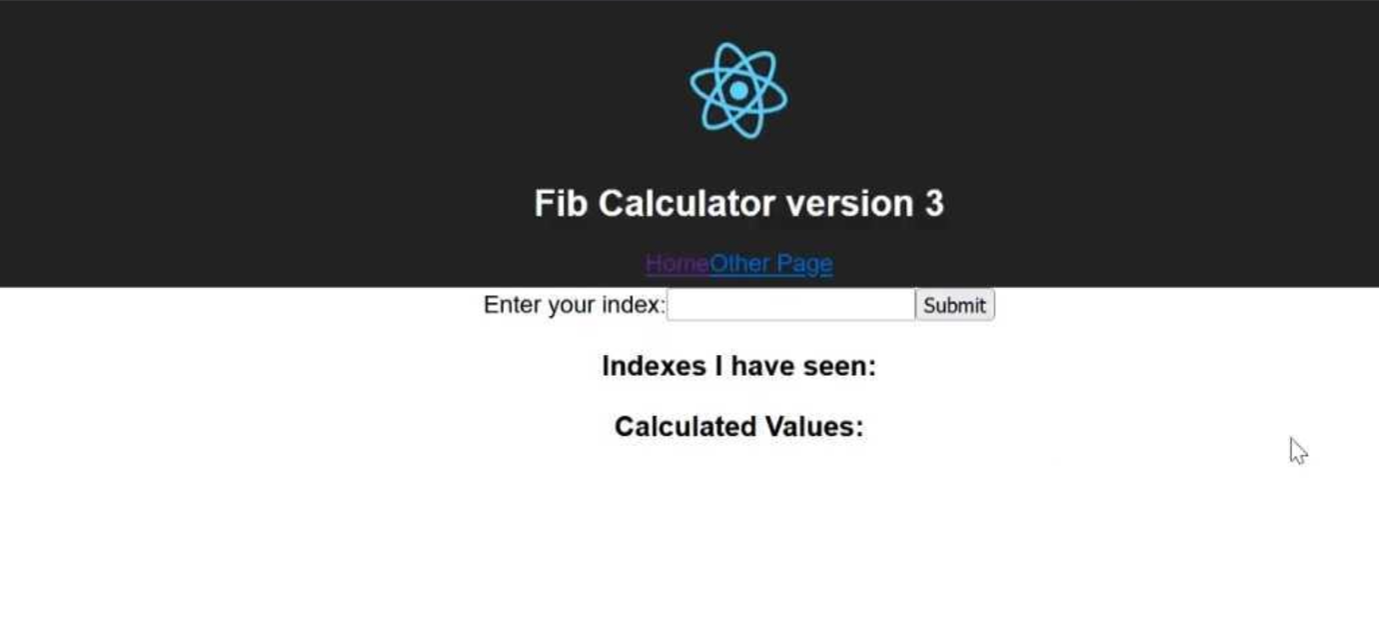 Fib Calculator version 3
HomeOther Page
Enter your index: Submit
Indexes I have seen:
Calculated Values: